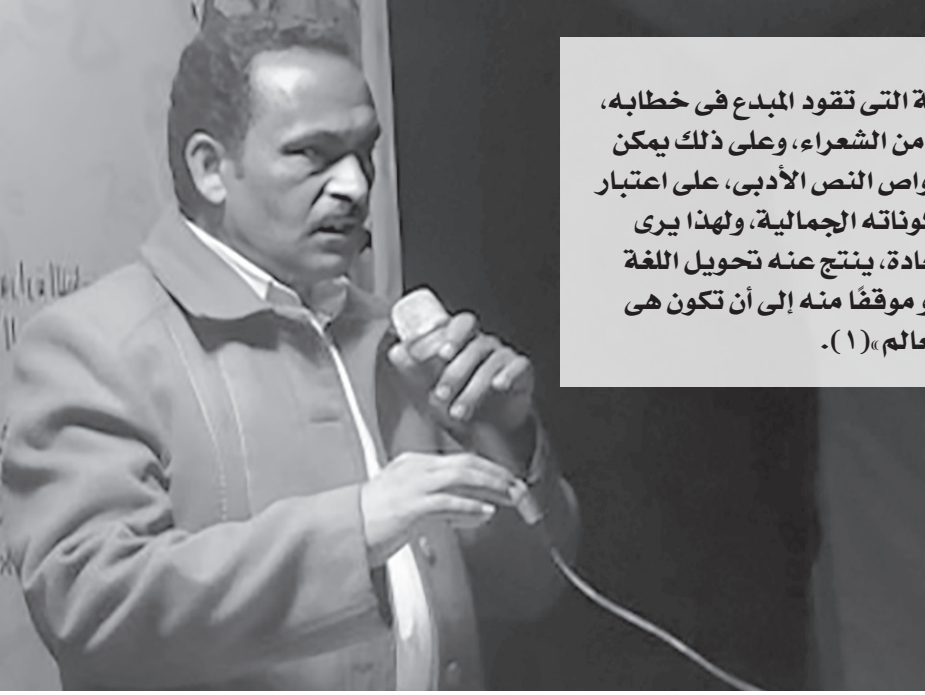 ة التى تقود المبدع فى خطابه،
من الشعراء، وعلى ذلك يمكن
واص النص الأدبى، على اعتبار
كوناته الجمالية، ولهذا يرى
عادة، ينتج عنه تحويل اللغة
و موقفًا منه إلى أن تكون هى
عالم»(١).